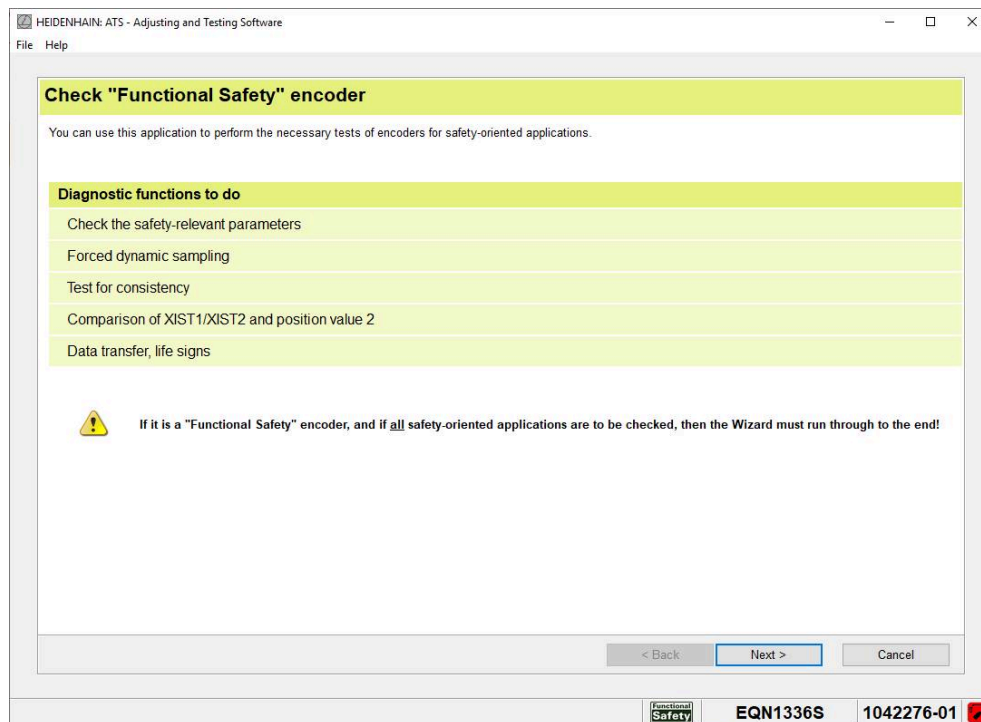 HEIDENHAIN: ATS - Adjusting and Testing Software
File Help
Check "Functional Safety" encoder
You can use this application to perform the necessary tests of encoders for safety-oriented applications.
Diagnostic functions to do
Check the safety-relevant parameters
Forced dynamic sampling
Test for consistency
Comparison of XIST1/XIST2 and position value 2
Data transfer, life signs
If it is a "Functional Safety" encoder, and if all safety-oriented applications are to be checked, then the Wizard must run through to the end!
< Back Next > Cancel
Functional
Safety EQN1336S 1042276-01